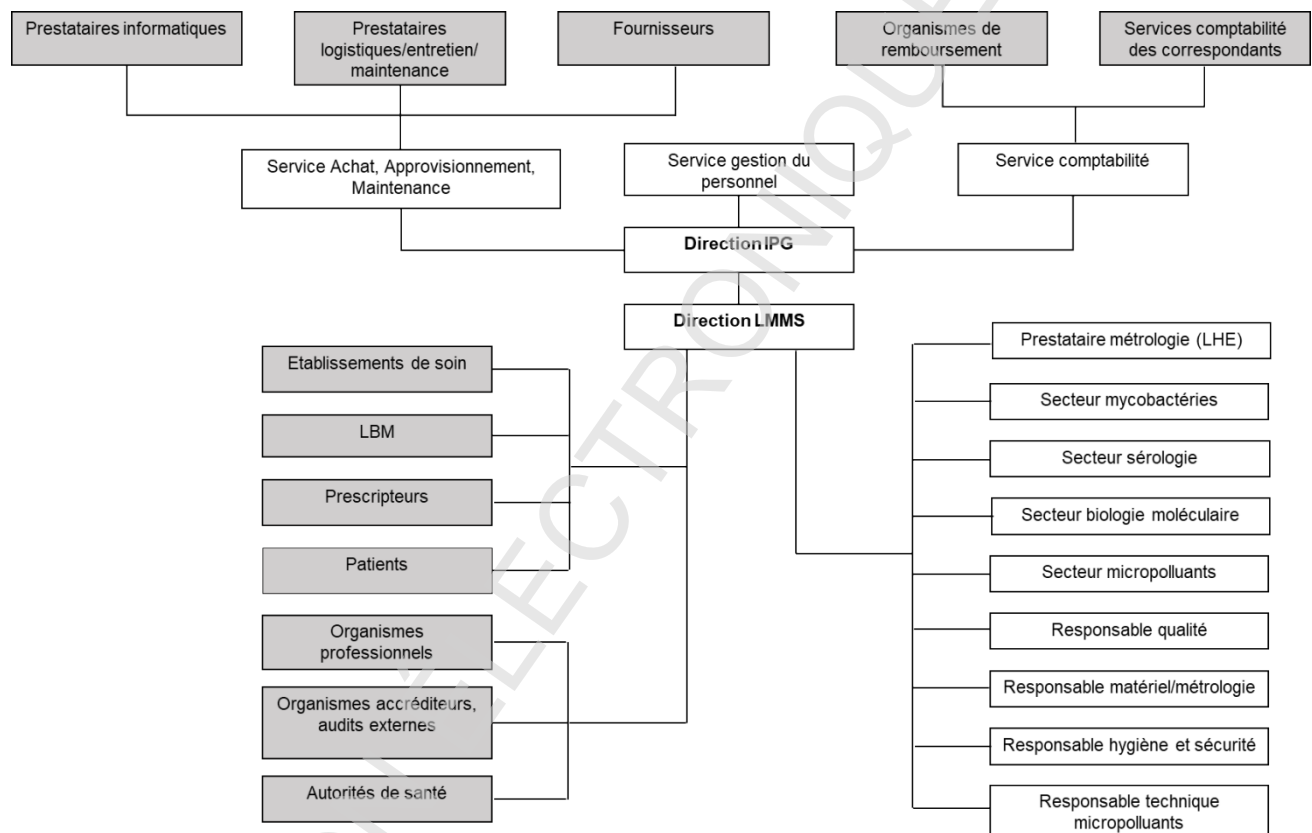 Prestataires informatiques
Prestataires
logistiques/entretien/
maintenance
Fournisseurs
Organismes de
remboursement
Services comptabilité
des correspondants
Service Achat, Approvisionnement,
Maintenance
Service gestion du
personnel
Service comptabilité
Direction IPG
Direction LMMS
Etablissements de soin
LBM
Prescripteurs
Patients
Organismes
professionnels
Organismes accréditeurs,
audits externes
Autorités de santé
Prestataire métrologie (LHE)
Secteur mycobactéries
Secteur sérologie
Secteur biologie moléculaire
Secteur micropolluants
Responsable qualité
Responsable matériel/métrologie
Responsable hygiène et sécurité
Responsable technique
micropolluants
ÉLECTRONIQUE